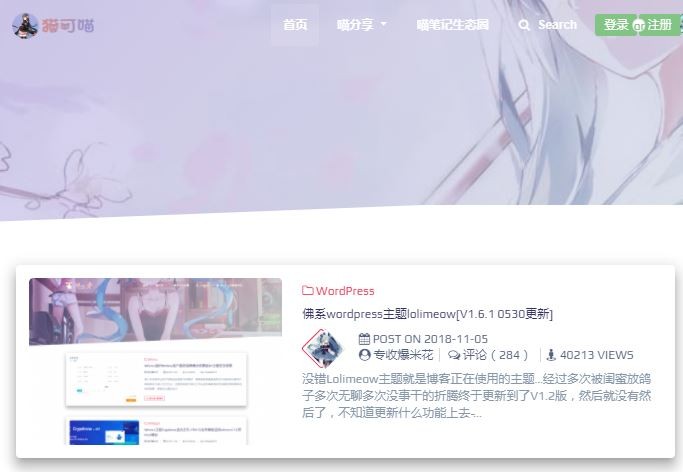 猫可喵
首页 喵分享 喵笔记生态园 Search 登录 or 注册
WordPress
佛系wordpress主题lolimeow[V1.6.1 0530更新]
POST ON 2018-11-05
专收爆米花 评论（284） 40213 VIEWS
没错Lolimeow主题就是博客正在使用的主题...经过多次被闺蜜放鸽
子多次无聊多次没事干的折腾终于更新到了V1.2版，然后就没有然
后了，不知道更新什么功能上去-...